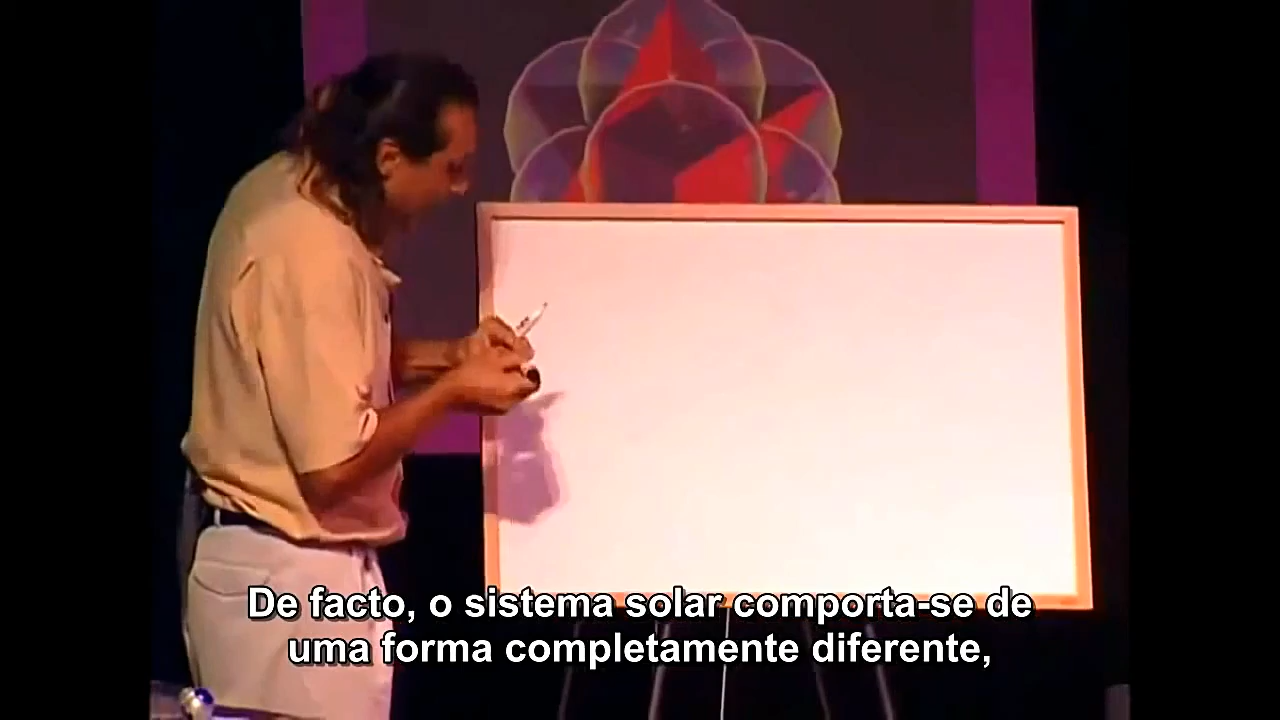 De facto, o sistema solar comporta-se de
uma forma completamente diferente,